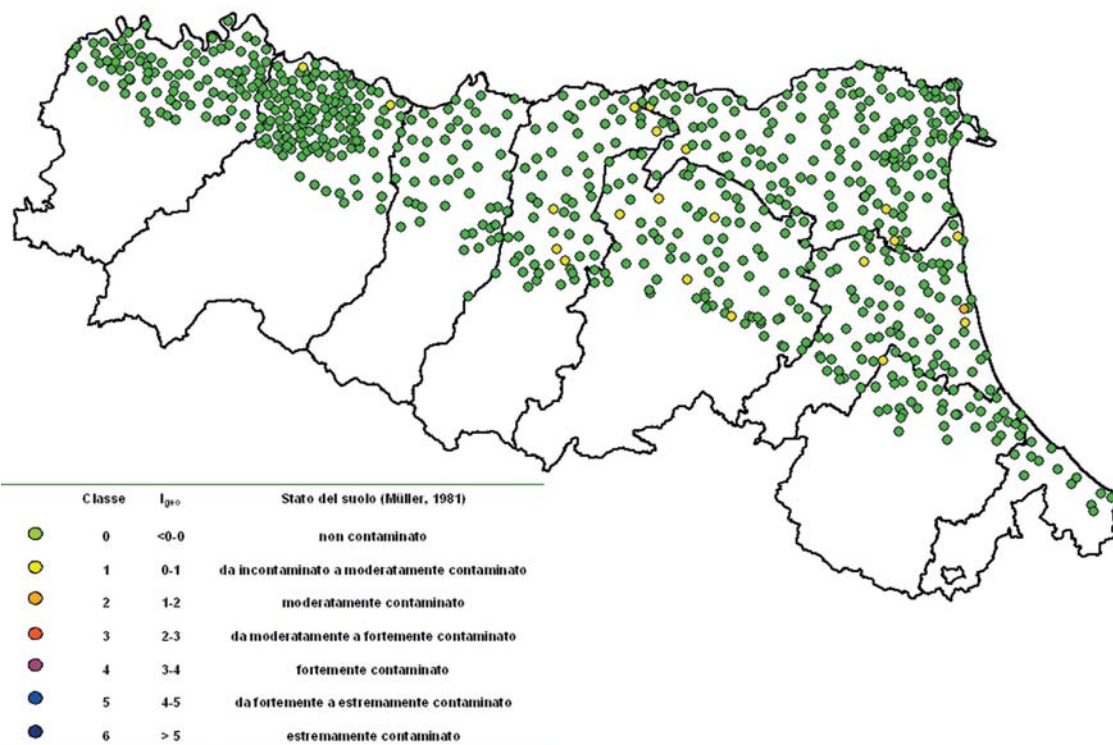 Classe Igeo Stato del suolo (Müller, 1981)
0 <0-0 non contaminato
1 0-1 da incontaminato a moderatamente contaminato
2 1-2 moderatamente contaminato
3 2-3 da moderatamente a fortemente contaminato
4 3-4 fortemente contaminato
5 4-5 da fortemente a estremamente contaminato
6 > 5 estremamente contaminato